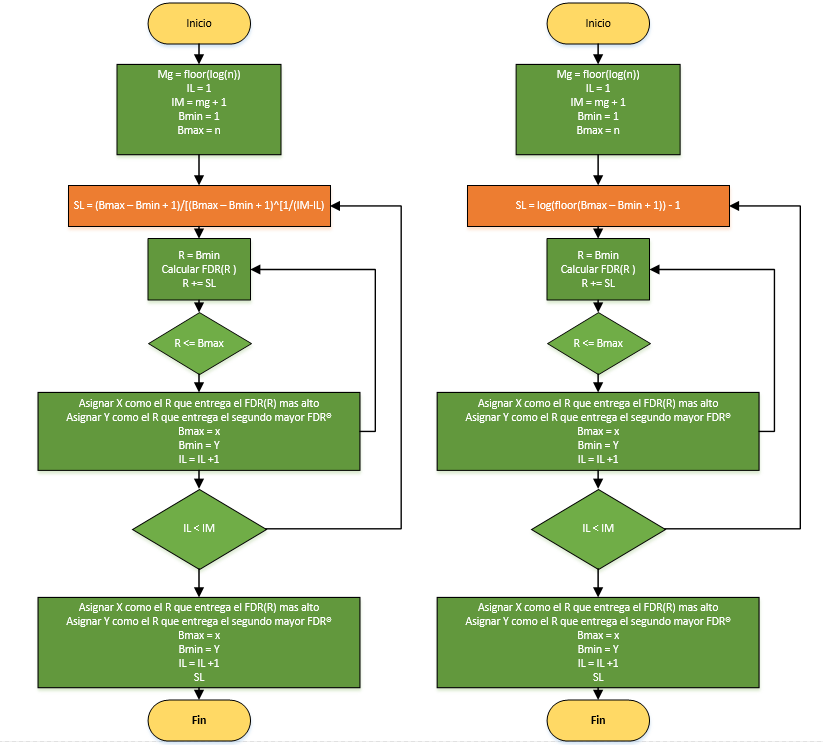 Inicio
Mg = floor(log(n))
IL = 1
IM = mg + 1
Bmin = 1
Bmax = n
SL = (Bmax – Bmin + 1)/[(Bmax – Bmin + 1)^[1/(IM-IL)
R = Bmin
Calcular FDR(R )
R += SL
R <= Bmax
Asignar X como el R que entrega el FDR(R) mas alto
Asignar Y como el R que entrega el segundo mayor FDR®
Bmax = x
Bmin = Y
IL = IL +1
IL < IM
Asignar X como el R que entrega el FDR(R) mas alto
Asignar Y como el R que entrega el segundo mayor FDR®
Bmax = x
Bmin = Y
IL = IL +1
SL
Fin
Inicio
Mg = floor(log(n))
IL = 1
IM = mg + 1
Bmin = 1
Bmax = n
SL = log(floor(Bmax – Bmin + 1)) - 1
R = Bmin
Calcular FDR(R )
R += SL
R <= Bmax
Asignar X como el R que entrega el FDR(R) mas alto
Asignar Y como el R que entrega el segundo mayor FDR®
Bmax = x
Bmin = Y
IL = IL +1
IL < IM
Asignar X como el R que entrega el FDR(R) mas alto
Asignar Y como el R que entrega el segundo mayor FDR®
Bmax = x
Bmin = Y
IL = IL +1
SL
Fin